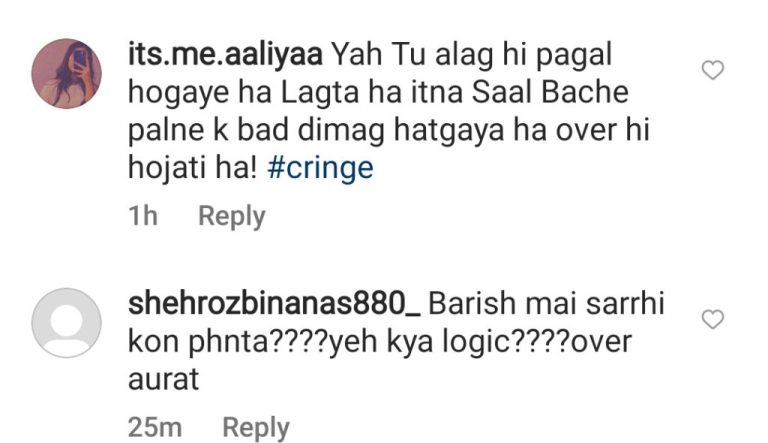 its.me.aaliyaa Yah Tu alag hi pagal
hogaye ha Lagta ha itna Saal Bache
palne k bad dimag hatgaya ha over hi
hojati ha! #cringe
1h Reply
shehrozbinanas880_ Barish mai sarrhi
kon phnta????yeh kya logic????over
aurat
25m Reply